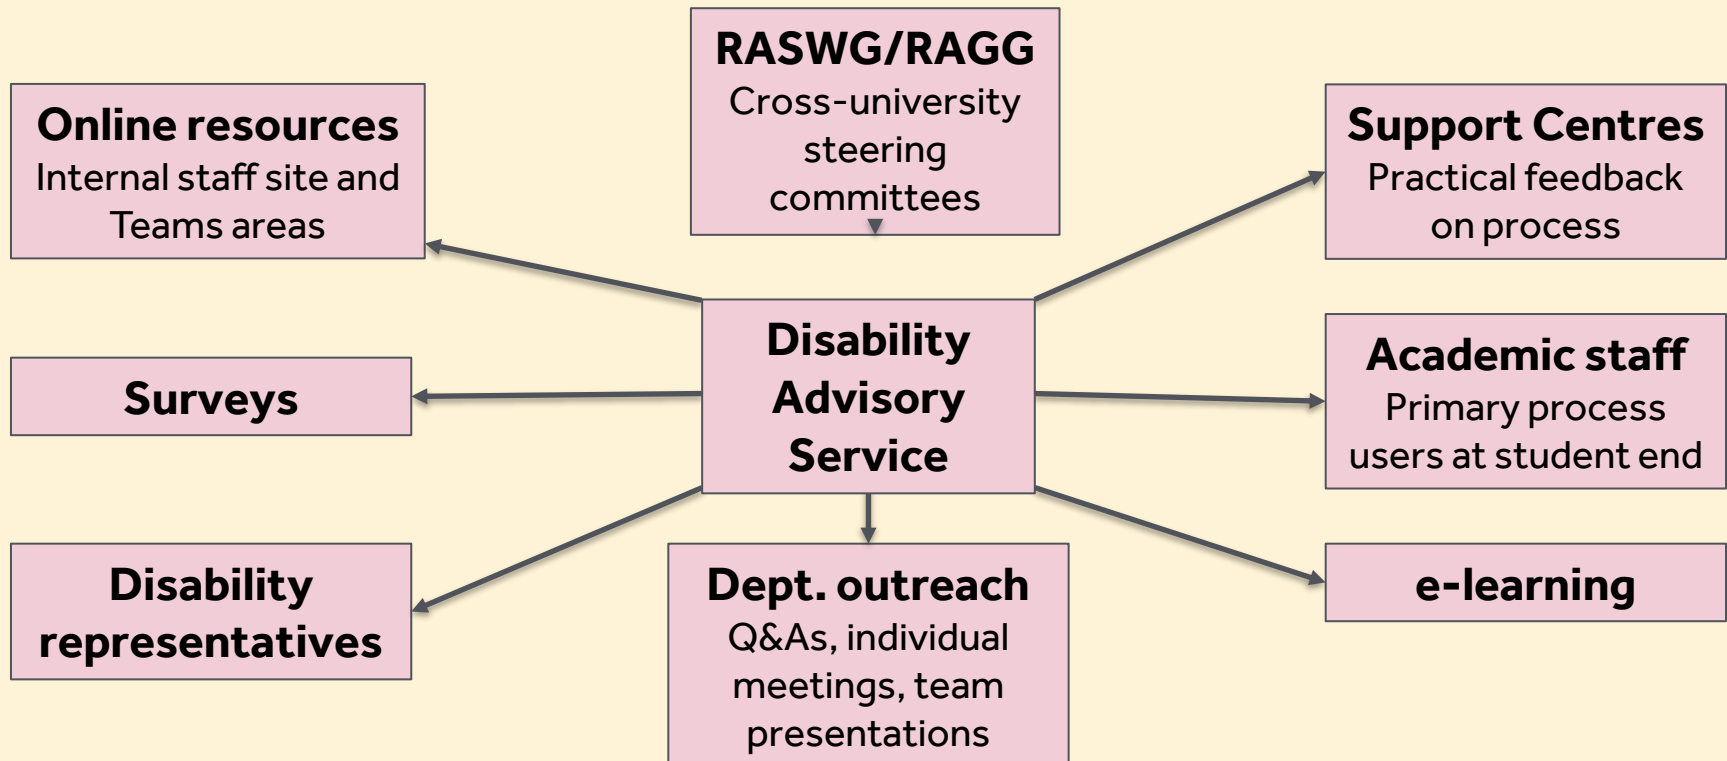 RASWG/RAGG
Cross-university
steering
committees
Online resources
Internal staff site and
Teams areas
Support Centres
Practical feedback
on process
Disability
Advisory
Service
Surveys
Academic staff
Primary process
users at student end
Disability
representatives
Dept. outreach
Q&As, individual
meetings, team
presentations
e-learning